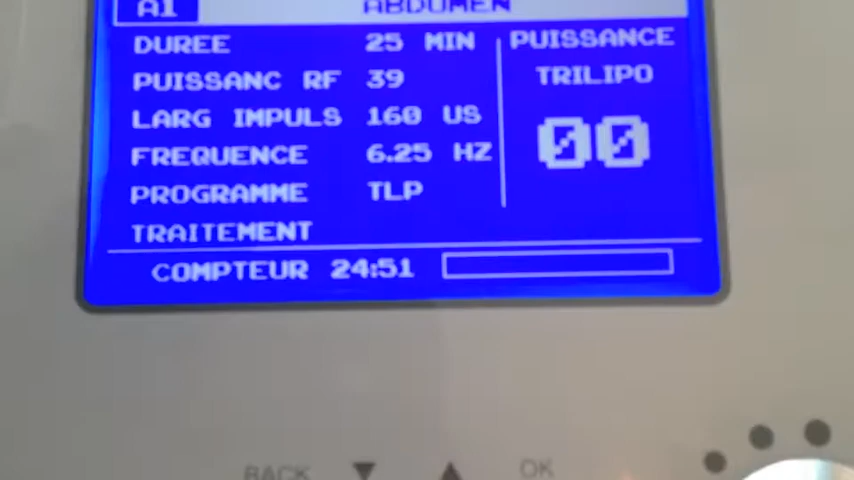 A1 ABDOMEN
DUREE 25 MIN
PUISSANC RF 39
LARG IMPULS 160 US
FREQUENCE 6.25 HZ
PROGRAMME TLP
TRAITEMENT
PUISSANCE
TRILIPO
00
COMPTEUR 24:51
BACK ▼ ▲ OK